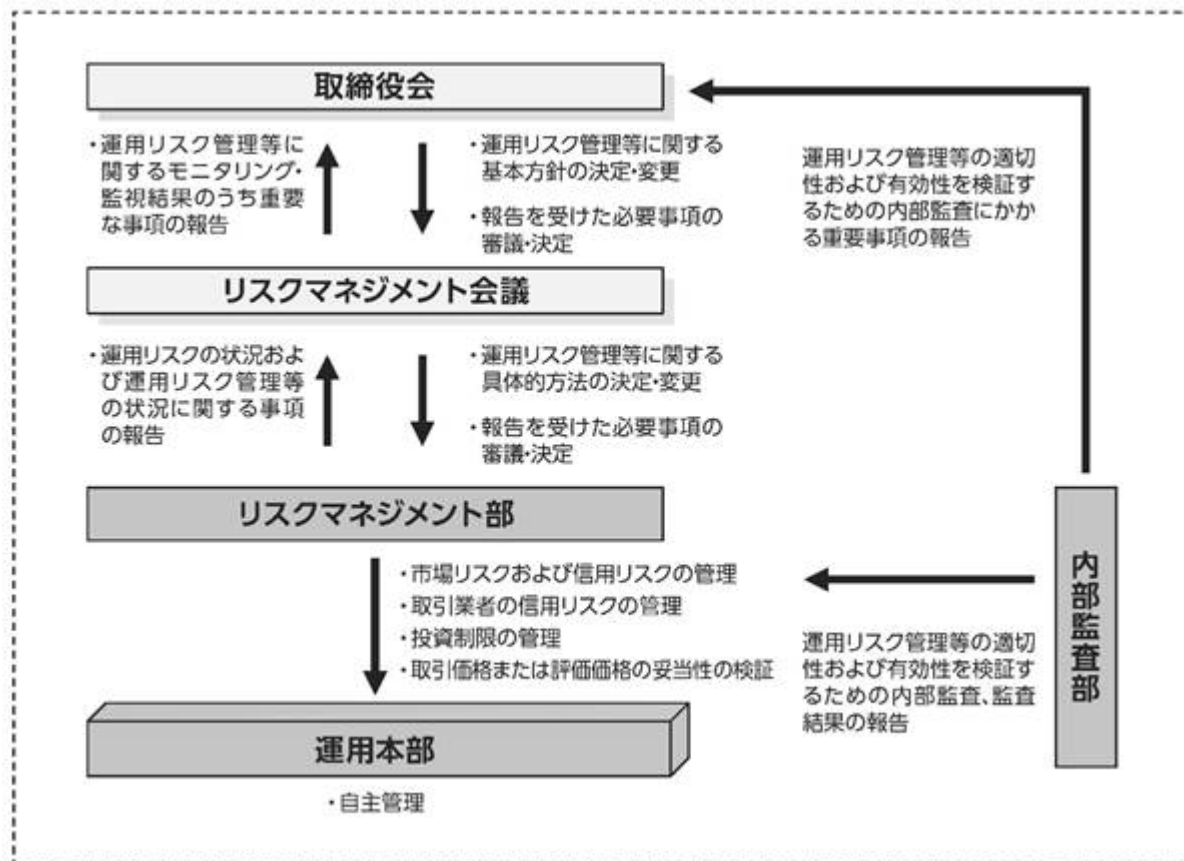 取締役会
・運用リスク管理等に
関するモニタリング・
監視結果のうち重要
な事項の報告
・運用リスク管理等に関する
基本方針の決定・変更
・報告を受けた必要事項の
審議・決定
運用リスク管理等の適切
性および有効性を検証す
るための内部監査にかか
る重要事項の報告
リスクマネジメント会議
・運用リスクの状況およ
び運用リスク管理等
の状況に関する事項
の報告
・運用リスク管理等に関する
具体的方法の決定・変更
・報告を受けた必要事項の
審議・決定
リスクマネジメント部
・市場リスクおよび信用リスクの管理
・取引業者の信用リスクの管理
・投資制限の管理
・取引価格または評価価格の妥当性の検証
内部監査部
運用リスク管理等の適切
性および有効性を検証す
るための内部監査、監査
結果の報告
運用本部
・自主管理